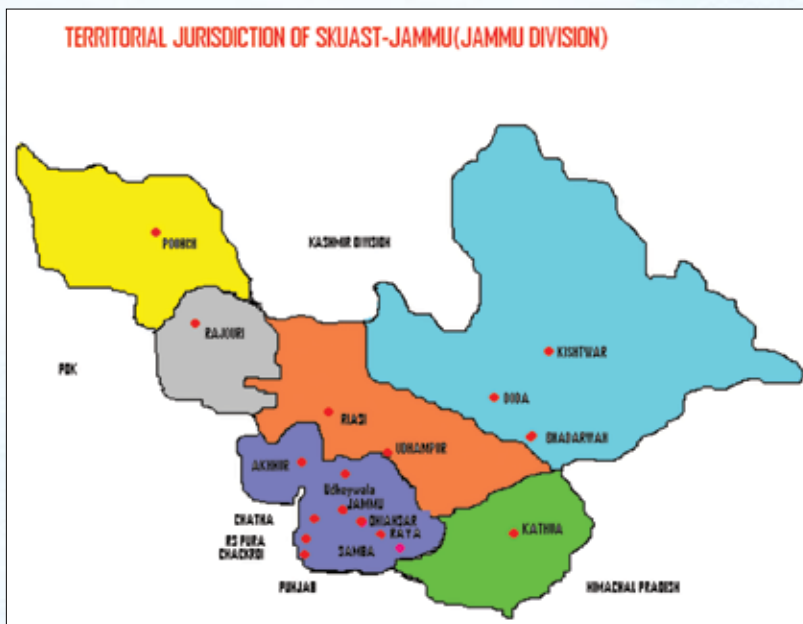 TERRITORIAL JURISDICTION OF SKUAST-JAMMU(JAMMU DIVISION)
POONCH
KASHMIR DIVISION
RAJOURI
POK
KISHTWAR
DODA
RIASI
BHADARWAH
UDHAMPUR
AKHNUR
Udheywala
JAMMU
CHATHA
DHIANSAR
RAYA
KATHUA
RS PURA
CHACKROI
SAMBA
PUNJAB
HIMACHAL PRADESH